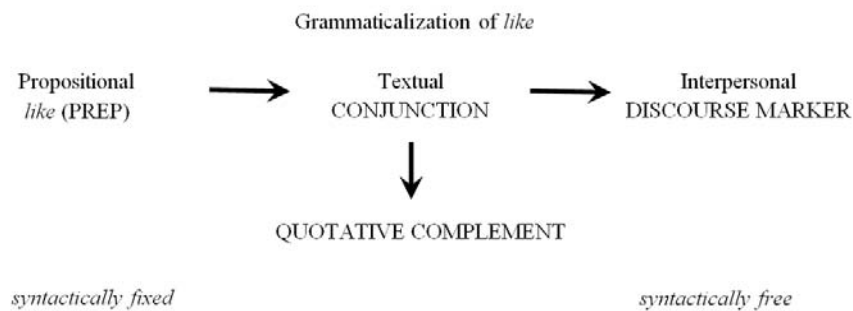 Grammaticalization of like
Propositional Textual Interpersonal
like (PREP) CONJUNCTION DISCOURSE MARKER
QUOTATIVE COMPLEMENT
syntactically fixed syntactically free